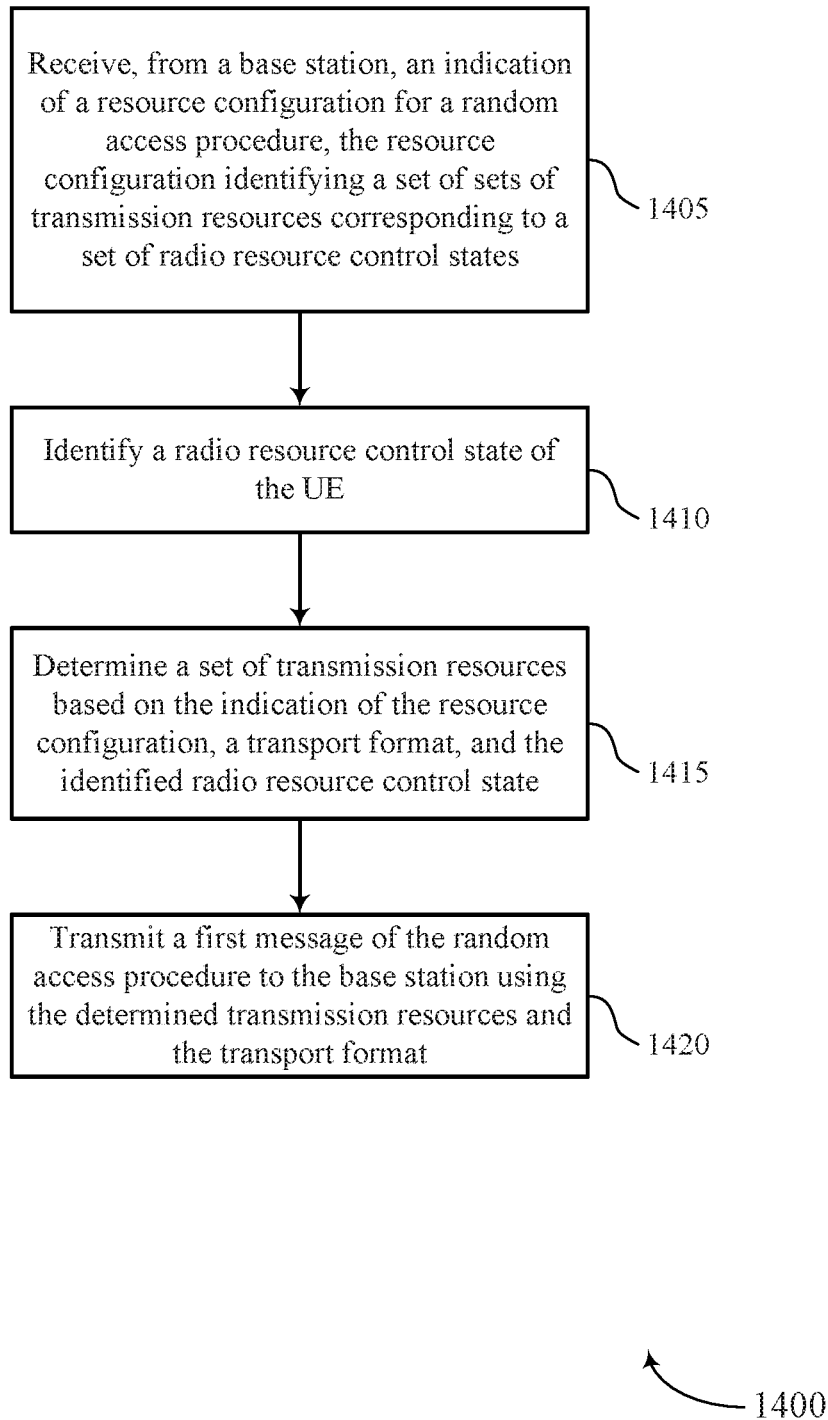 Receive, from a base station, an indication
of a resource configuration for a random
access procedure, the resource
configuration identifying a set of sets of
transmission resources corresponding to a
set of radio resource control states
1405
Identify a radio resource control state of
the UE
1410
Determine a set of transmission resources
based on the indication of the resource
configuration, a transport format, and the
identified radio resource control state
1415
Transmit a first message of the random
access procedure to the base station using
the determined transmission resources and
the transport format
1420
1400